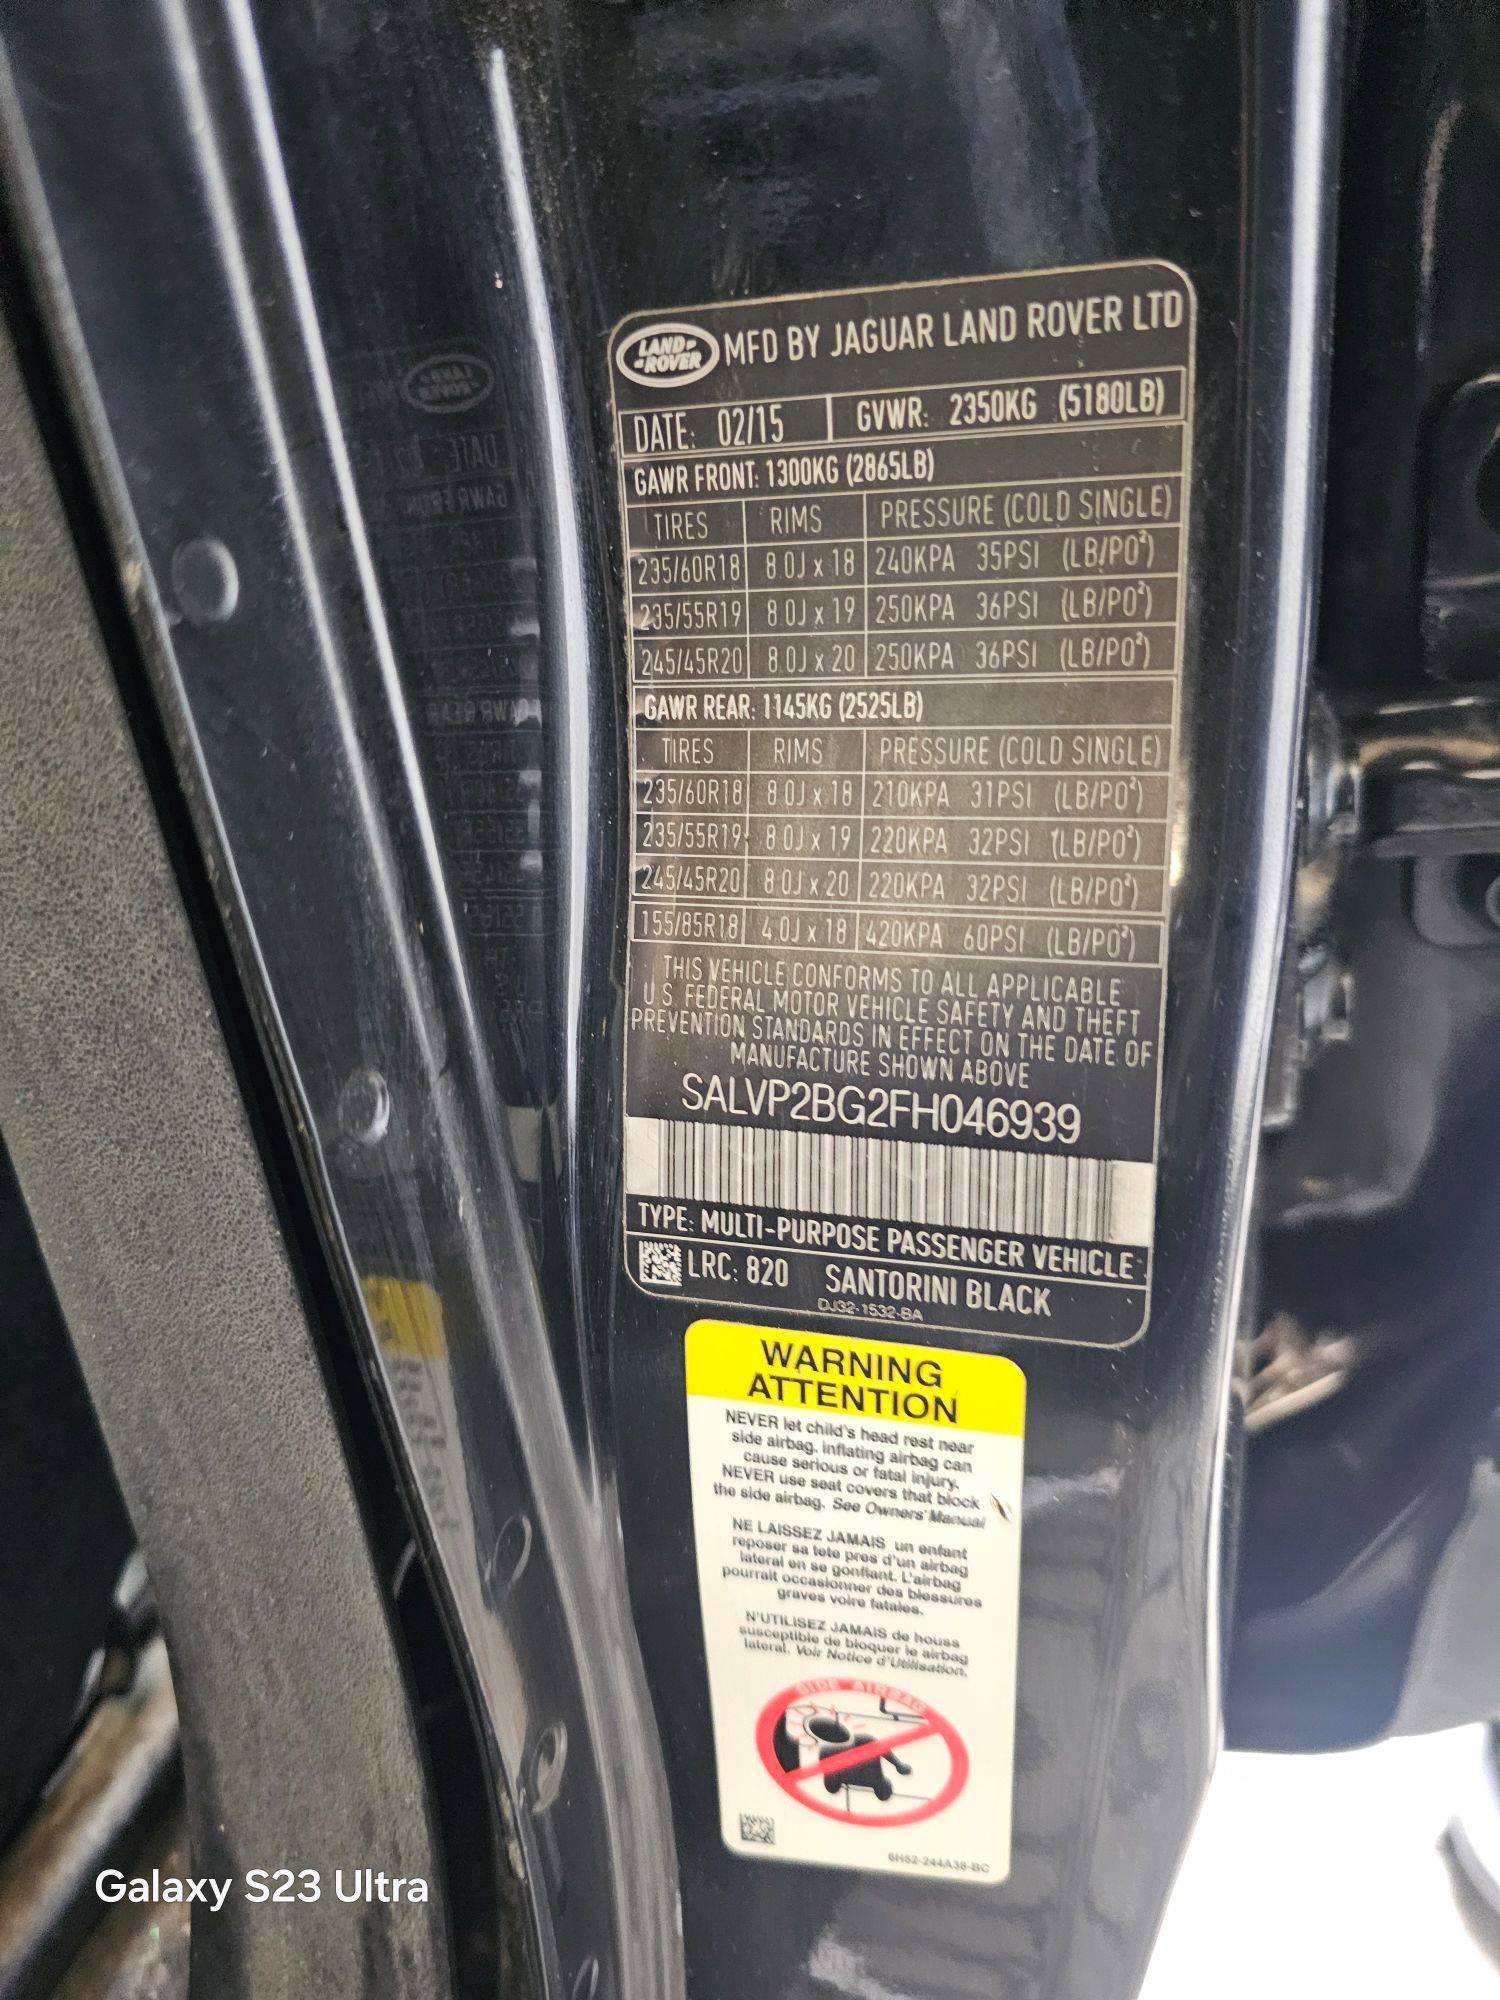 LAND ROVER MFD BY JAGUAR LAND ROVER LTD
DATE: 02/15 GVWR: 2350KG (5180LB)
GAWR FRONT: 1300KG (2865LB)
TIRES RIMS PRESSURE (COLD SINGLE)
235/60R18 8.0J x 18 240KPA 35PSI (LB/PO²)
235/55R19 8.0J x 19 250KPA 36PSI (LB/PO²)
245/45R20 8.0J x 20 250KPA 36PSI (LB/PO²)
GAWR REAR: 1145KG (2525LB)
TIRES RIMS PRESSURE (COLD SINGLE)
235/60R18 8.0J x 18 210KPA 31PSI (LB/PO²)
235/55R19 8.0J x 19 220KPA 32PSI (LB/PO²)
245/45R20 8.0J x 20 220KPA 32PSI (LB/PO²)
155/85R18 4.0J x 18 420KPA 60PSI (LB/PO²)
THIS VEHICLE CONFORMS TO ALL APPLICABLE
U.S. FEDERAL MOTOR VEHICLE SAFETY AND THEFT
PREVENTION STANDARDS IN EFFECT ON THE DATE OF
MANUFACTURE SHOWN ABOVE
SALVP2BG2FH046939
TYPE: MULTI-PURPOSE PASSENGER VEHICLE
LRC: 820 SANTORINI BLACK
DJ32-1532-BA
WARNING
ATTENTION
NEVER let child's head rest near
side airbag. inflating airbag can
cause serious or fatal injury.
NEVER use seat covers that block
the side airbag. See Owners' Manual
NE LAISSEZ JAMAIS un enfant
reposer sa tete pres d'un airbag
lateral en se gonflant. L'airbag
pourrait occasionner des blessures
graves voire fatales.
N'UTILISEZ JAMAIS de houss
susceptible de bloquer le airbag
lateral. Voir Notice d'Utilisation.
SIDE AIRBAG
6H52-244A38-BC
Galaxy S23 Ultra